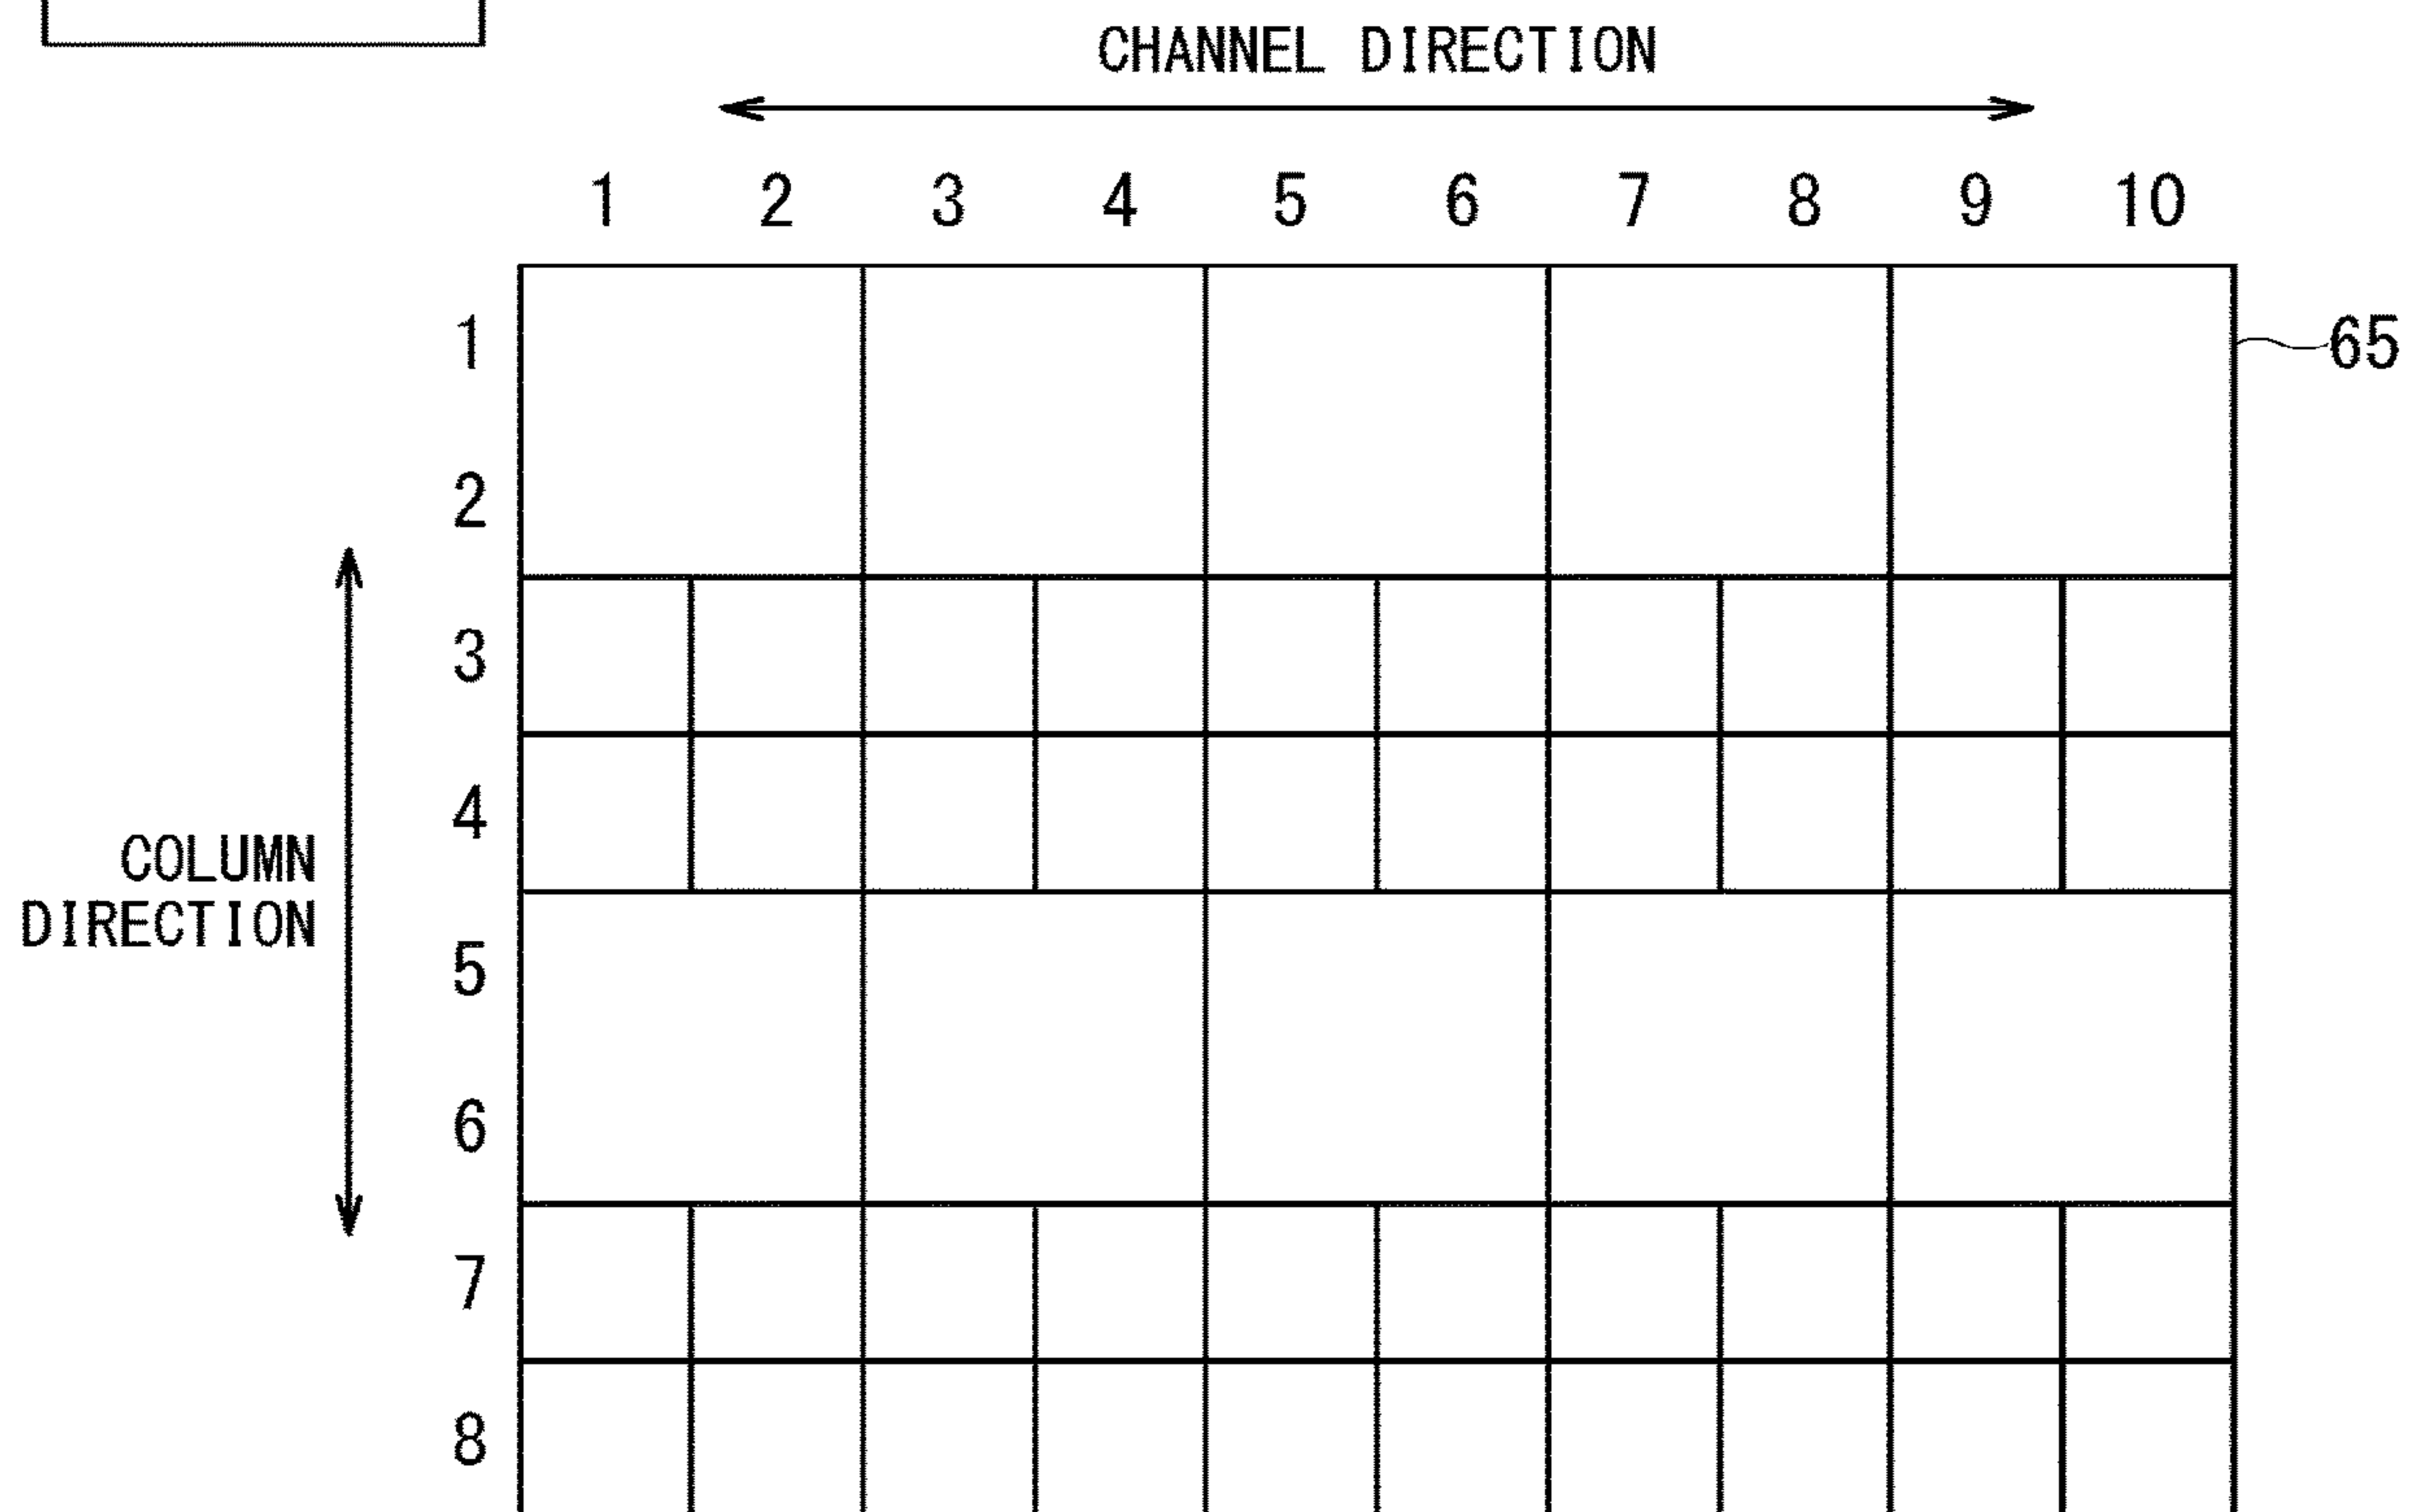 CHANNEL DIRECTION
1 2 3 4 5 6 7 8 9 10
1
65
2
3
4
COLUMN
DIRECTION
5
6
7
8